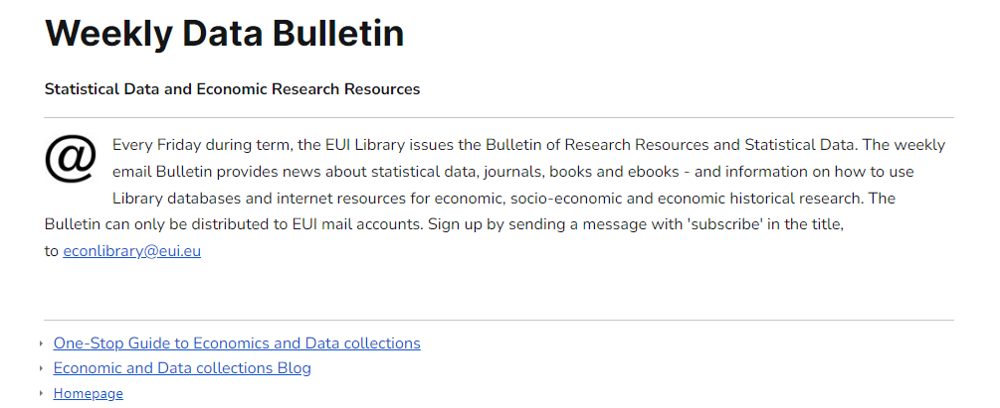 Weekly Data Bulletin
Statistical Data and Economic Research Resources
@
Every Friday during term, the EUI Library issues the Bulletin of Research Resources and Statistical Data. The weekly
email Bulletin provides news about statistical data, journals, books and ebooks - and information on how to use
Library databases and internet resources for economic, socio-economic and economic historical research. The
Bulletin can only be distributed to EUI mail accounts. Sign up by sending a message with 'subscribe' in the title,
to econlibrary@eui.eu
One-Stop Guide to Economics and Data collections
Economic and Data collections Blog
Homepage